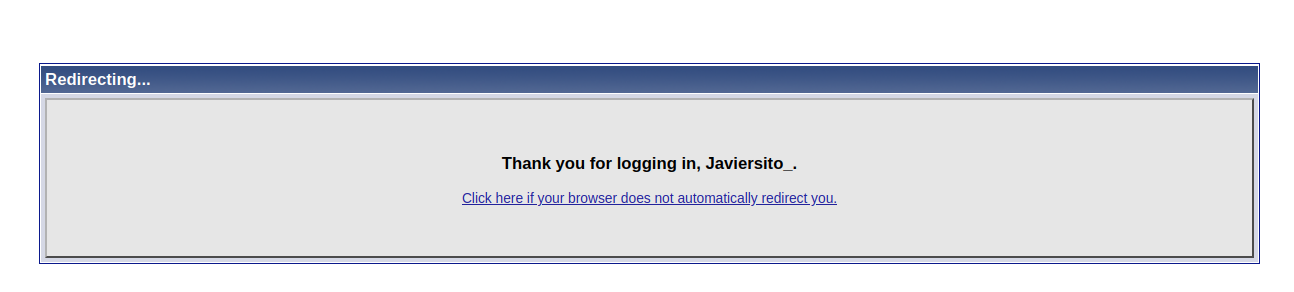 Redirecting...
Thank you for logging in, Javiersito_.
Click here if your browser does not automatically redirect you.